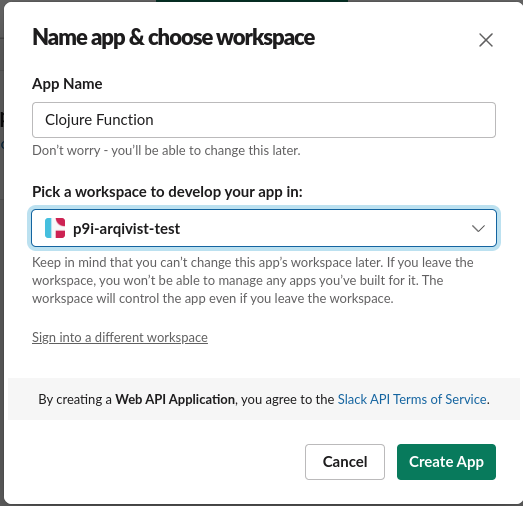 Name app & choose workspace
App Name
Clojure Function
Don't worry - you'll be able to change this later.
Pick a workspace to develop your app in:
p9i-arqivist-test
Keep in mind that you can't change this app's workspace later. If you leave the
workspace, you won't be able to manage any apps you've built for it. The
workspace will control the app even if you leave the workspace.
Sign into a different workspace
By creating a Web API Application, you agree to the Slack API Terms of Service.
Cancel
Create App